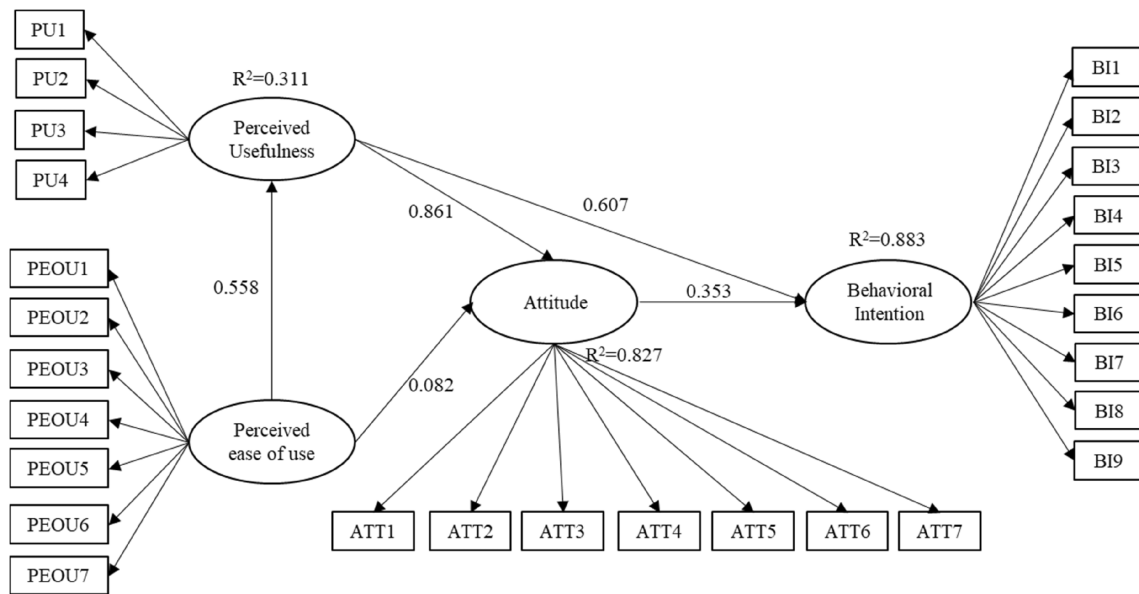 PU1
PU2
PU3
PU4
R²=0.311
Perceived
Usefulness
0.861
0.607
0.558
PEOU1
PEOU2
PEOU3
PEOU4
PEOU5
PEOU6
PEOU7
Perceived
ease of use
0.082
Attitude
R²=0.827
0.353
R²=0.883
Behavioral
Intention
ATT1
ATT2
ATT3
ATT4
ATT5
ATT6
ATT7
BI1
BI2
BI3
BI4
BI5
BI6
BI7
BI8
BI9